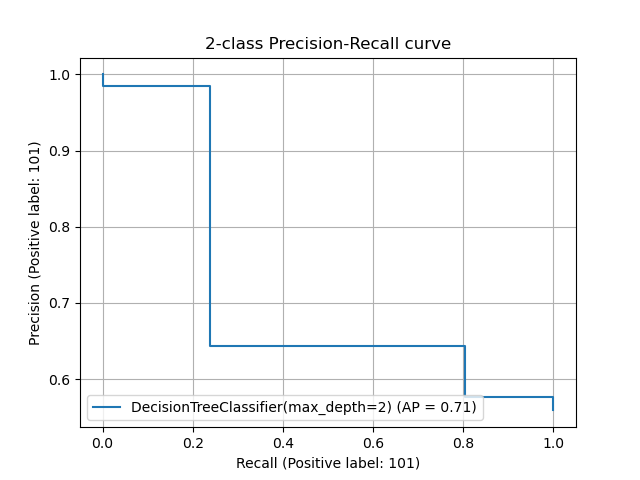 2-class Precision-Recall curve
1.0
0.9
0.8
0.7
0.6
Precision (Positive label: 101)
DecisionTreeClassifier(max_depth=2) (AP = 0.71)
0.0 0.2 0.4 0.6 0.8 1.0
Recall (Positive label: 101)